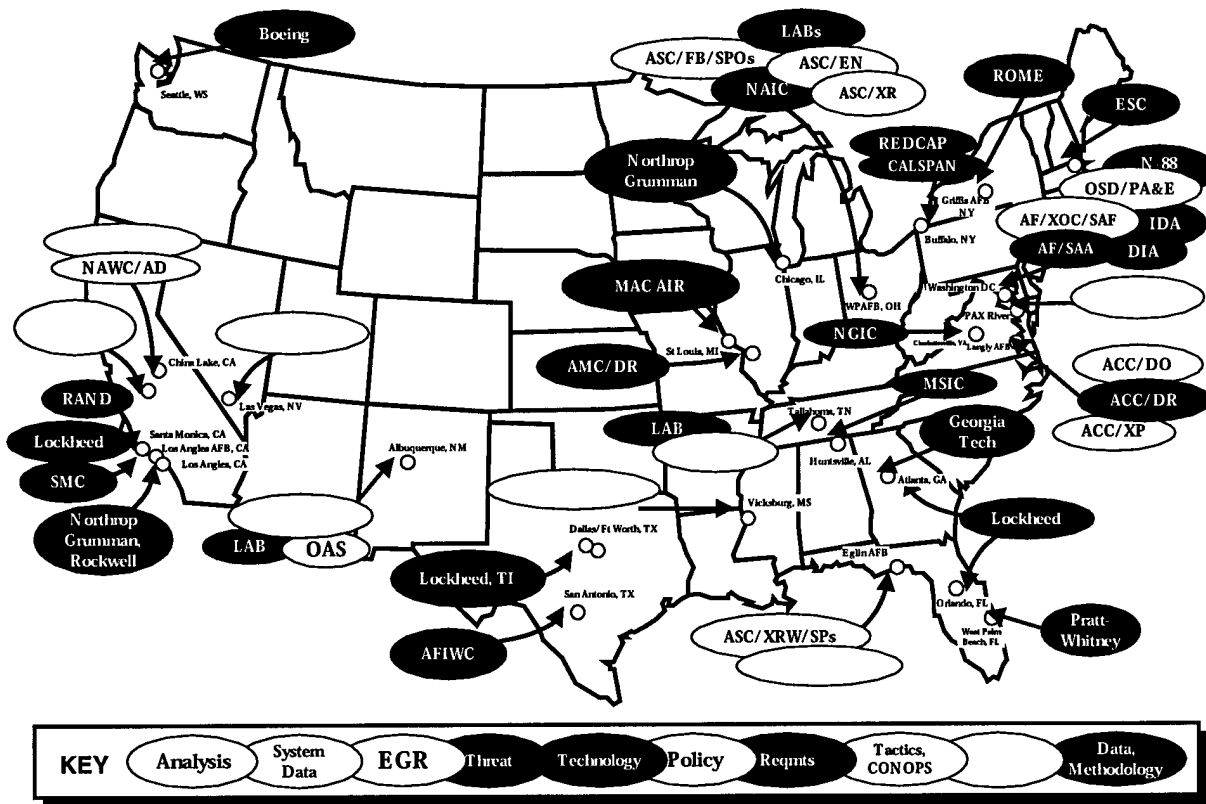 Boeing
Seattle, WS
LABs
ASC/FB/SPOs
ASC/EN
NAIC
ASC/XR
ROME
ESC
Northrop
Grumman
REDCAP
CALSPAN
N 88
OSD/PA&E
Griffis AFB
NY
AF/XOC/SAF
IDA
Buffalo, NY
AF/SAA
DIA
NAWC/AD
MAC AIR
Chicago, IL
WPAFB, OH
Washington DC
PAX River
NGIC
Charlottesville, VA
Langly AFB
St Louis, MI
China Lake, CA
AMC/DR
MSIC
ACC/DO
RAND
Las Vegas, NV
ACC/DR
Tallahoma, TN
LAB
Georgia
Tech
ACC/XP
Lockheed
Santa Monica, CA
Los Angles AFB, CA
Los Angles, CA
Albuquerque, NM
Huntsville, AL
SMC
Atlanta, GA
Vicksburg, MS
Lockheed
Northrop
Grumman,
Rockwell
LAB
OAS
Dallas/Ft Worth, TX
Eglin AFB
Lockheed, TI
San Antonio, TX
Orlando, FL
ASC/XRW/SPs
West Palm
Beach, FL
Pratt-
Whitney
AFIWC
KEY
Analysis
System
Data
EGR
Threat
Technology
Policy
Reqmts
Tactics,
CONOPS
Data,
Methodology